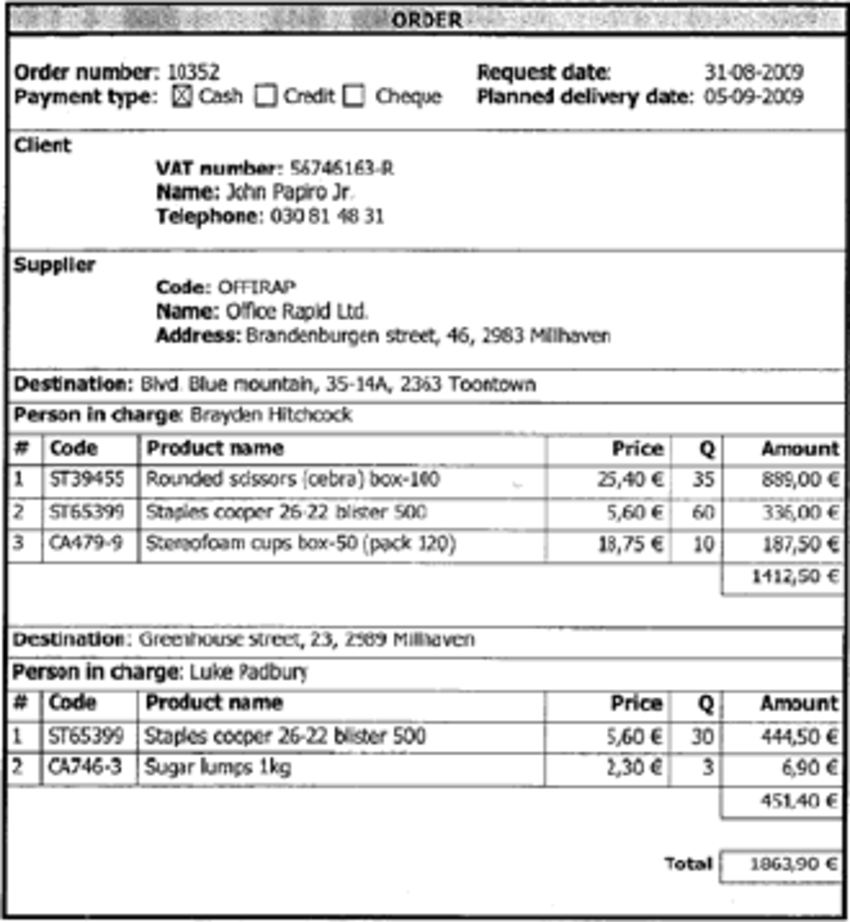 ORDER
Order number: 10352 Request date: 31-08-2009
Payment type: ☒ Cash ☐ Credit ☐ Cheque Planned delivery date: 05-09-2009
Client
VAT number: 56746163-R
Name: John Papiro Jr.
Telephone: 030 81 48 31
Supplier
Code: OFFIRAP
Name: Office Rapid Ltd.
Address: Brandenburgen street, 46, 2983 Millhaven
Destination: Blvd. Blue mountain, 35-14A, 2363 Toontown
Person in charge: Brayden Hitchcock
# Code Product name Price Q Amount
1 ST39455 Rounded scissors (cebra) box-100 25,40 € 35 889,00 €
2 ST65399 Staples cooper 26-22 blister 500 5,60 € 60 336,00 €
3 CA479-9 Stereofoam cups box-50 (pack 120) 18,75 € 10 187,50 €
1412,50 €
Destination: Greenhouse street, 23, 2989 Millhaven
Person in charge: Luke Padbury
# Code Product name Price Q Amount
1 ST65399 Staples cooper 26-22 blister 500 5,60 € 30 444,50 €
2 CA746-3 Sugar lumps 1kg 2,30 € 3 6,90 €
451,40 €
Total 1863,90 €